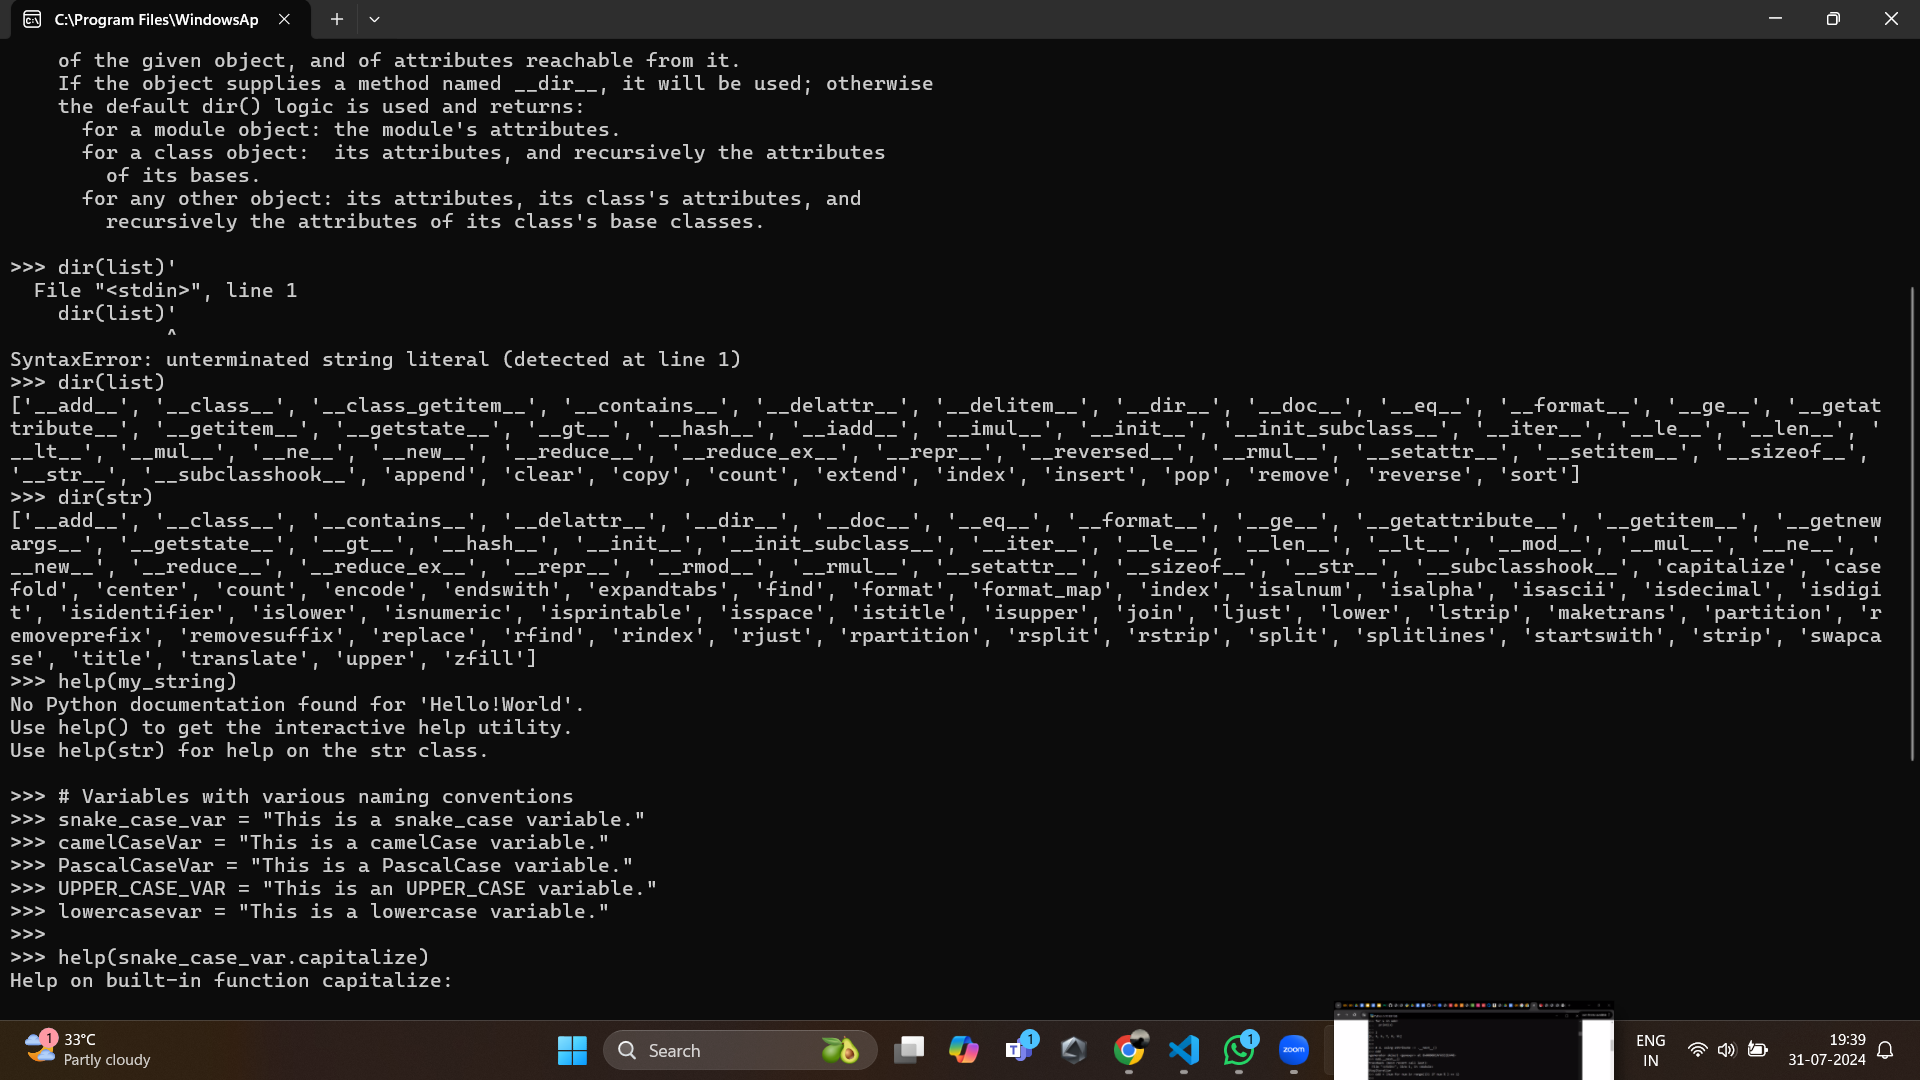 C:\Program Files\WindowsAp
of the given object, and of attributes reachable from it.
If the object supplies a method named __dir__, it will be used; otherwise
the default dir() logic is used and returns:
for a module object: the module's attributes.
for a class object:  its attributes, and recursively the attributes
of its bases.
for any other object: its attributes, its class's attributes, and
recursively the attributes of its class's base classes.
>>> dir(list)'
File "<stdin>", line 1
dir(list)'
^
SyntaxError: unterminated string literal (detected at line 1)
>>> dir(list)
['__add__', '__class__', '__class_getitem__', '__contains__', '__delattr__', '__delitem__', '__dir__', '__doc__', '__eq__', '__format__', '__ge__', '__getat
tribute__', '__getitem__', '__getstate__', '__gt__', '__hash__', '__iadd__', '__imul__', '__init__', '__init_subclass__', '__iter__', '__le__', '__len__', '
__lt__', '__mul__', '__ne__', '__new__', '__reduce__', '__reduce_ex__', '__repr__', '__reversed__', '__rmul__', '__setattr__', '__setitem__', '__sizeof__',
'__str__', '__subclasshook__', 'append', 'clear', 'copy', 'count', 'extend', 'index', 'insert', 'pop', 'remove', 'reverse', 'sort']
>>> dir(str)
['__add__', '__class__', '__contains__', '__delattr__', '__dir__', '__doc__', '__eq__', '__format__', '__ge__', '__getattribute__', '__getitem__', '__getnew
args__', '__getstate__', '__gt__', '__hash__', '__init__', '__init_subclass__', '__iter__', '__le__', '__len__', '__lt__', '__mod__', '__mul__', '__ne__', '
__new__', '__reduce__', '__reduce_ex__', '__repr__', '__rmod__', '__rmul__', '__setattr__', '__sizeof__', '__str__', '__subclasshook__', 'capitalize', 'case
fold', 'center', 'count', 'encode', 'endswith', 'expandtabs', 'find', 'format', 'format_map', 'index', 'isalnum', 'isalpha', 'isascii', 'isdecimal', 'isdigi
t', 'isidentifier', 'islower', 'isnumeric', 'isprintable', 'isspace', 'istitle', 'isupper', 'join', 'ljust', 'lower', 'lstrip', 'maketrans', 'partition', 'r
emoveprefix', 'removesuffix', 'replace', 'rfind', 'rindex', 'rjust', 'rpartition', 'rsplit', 'rstrip', 'split', 'splitlines', 'startswith', 'strip', 'swapca
se', 'title', 'translate', 'upper', 'zfill']
>>> help(my_string)
No Python documentation found for 'Hello!World'.
Use help() to get the interactive help utility.
Use help(str) for help on the str class.
>>> # Variables with various naming conventions
>>> snake_case_var = "This is a snake_case variable."
>>> camelCaseVar = "This is a camelCase variable."
>>> PascalCaseVar = "This is a PascalCase variable."
>>> UPPER_CASE_VAR = "This is an UPPER_CASE variable."
>>> lowercasevar = "This is a lowercase variable."
>>>
>>> help(snake_case_var.capitalize)
Help on built-in function capitalize:
1
33°C
Partly cloudy
Search
1
1
zoom
ENG
IN
19:39
31-07-2024